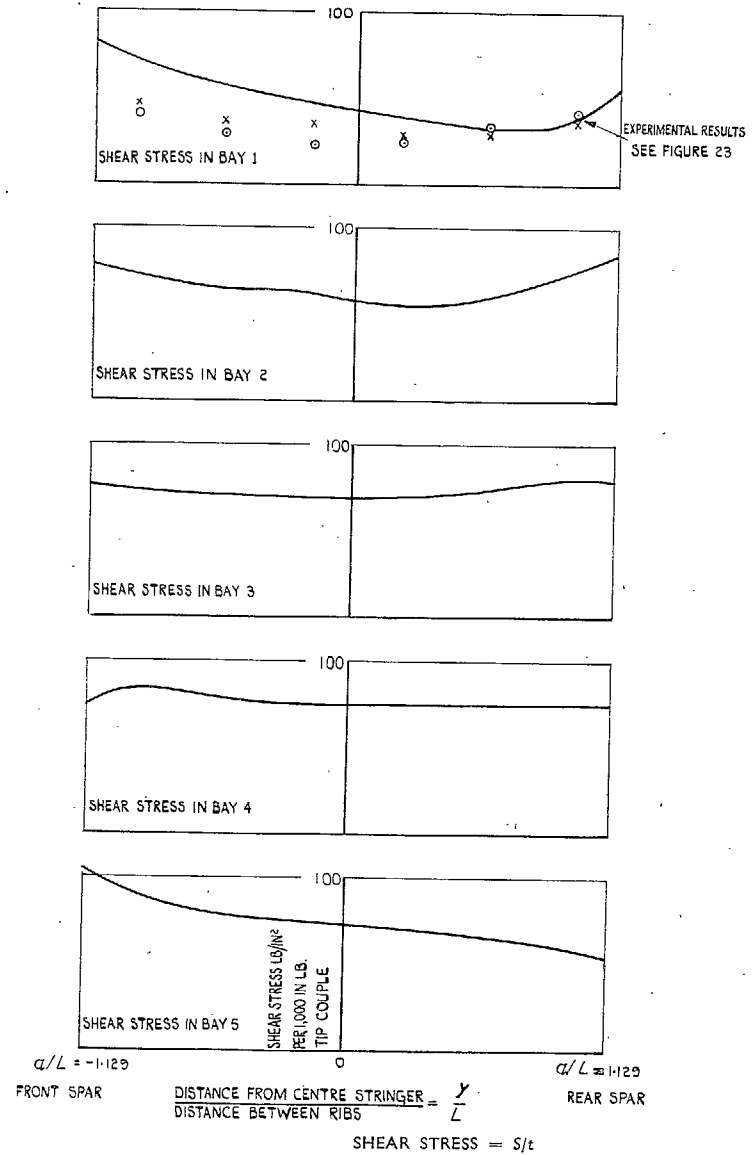 100
EXPERIMENTAL RESULTS
SEE FIGURE 23
SHEAR STRESS IN BAY 1
100
SHEAR STRESS IN BAY 2
100
SHEAR STRESS IN BAY 3
100
SHEAR STRESS IN BAY 4
100
SHEAR STRESS LB/IN²
PER 1,000 IN LB.
TIP COUPLE
SHEAR STRESS IN BAY 5
a/L = -1·129
0
a/L = 1·129
FRONT SPAR
DISTANCE FROM CENTRE STRINGER
DISTANCE BETWEEN RIBS
= y/L
REAR SPAR
SHEAR STRESS = S/t